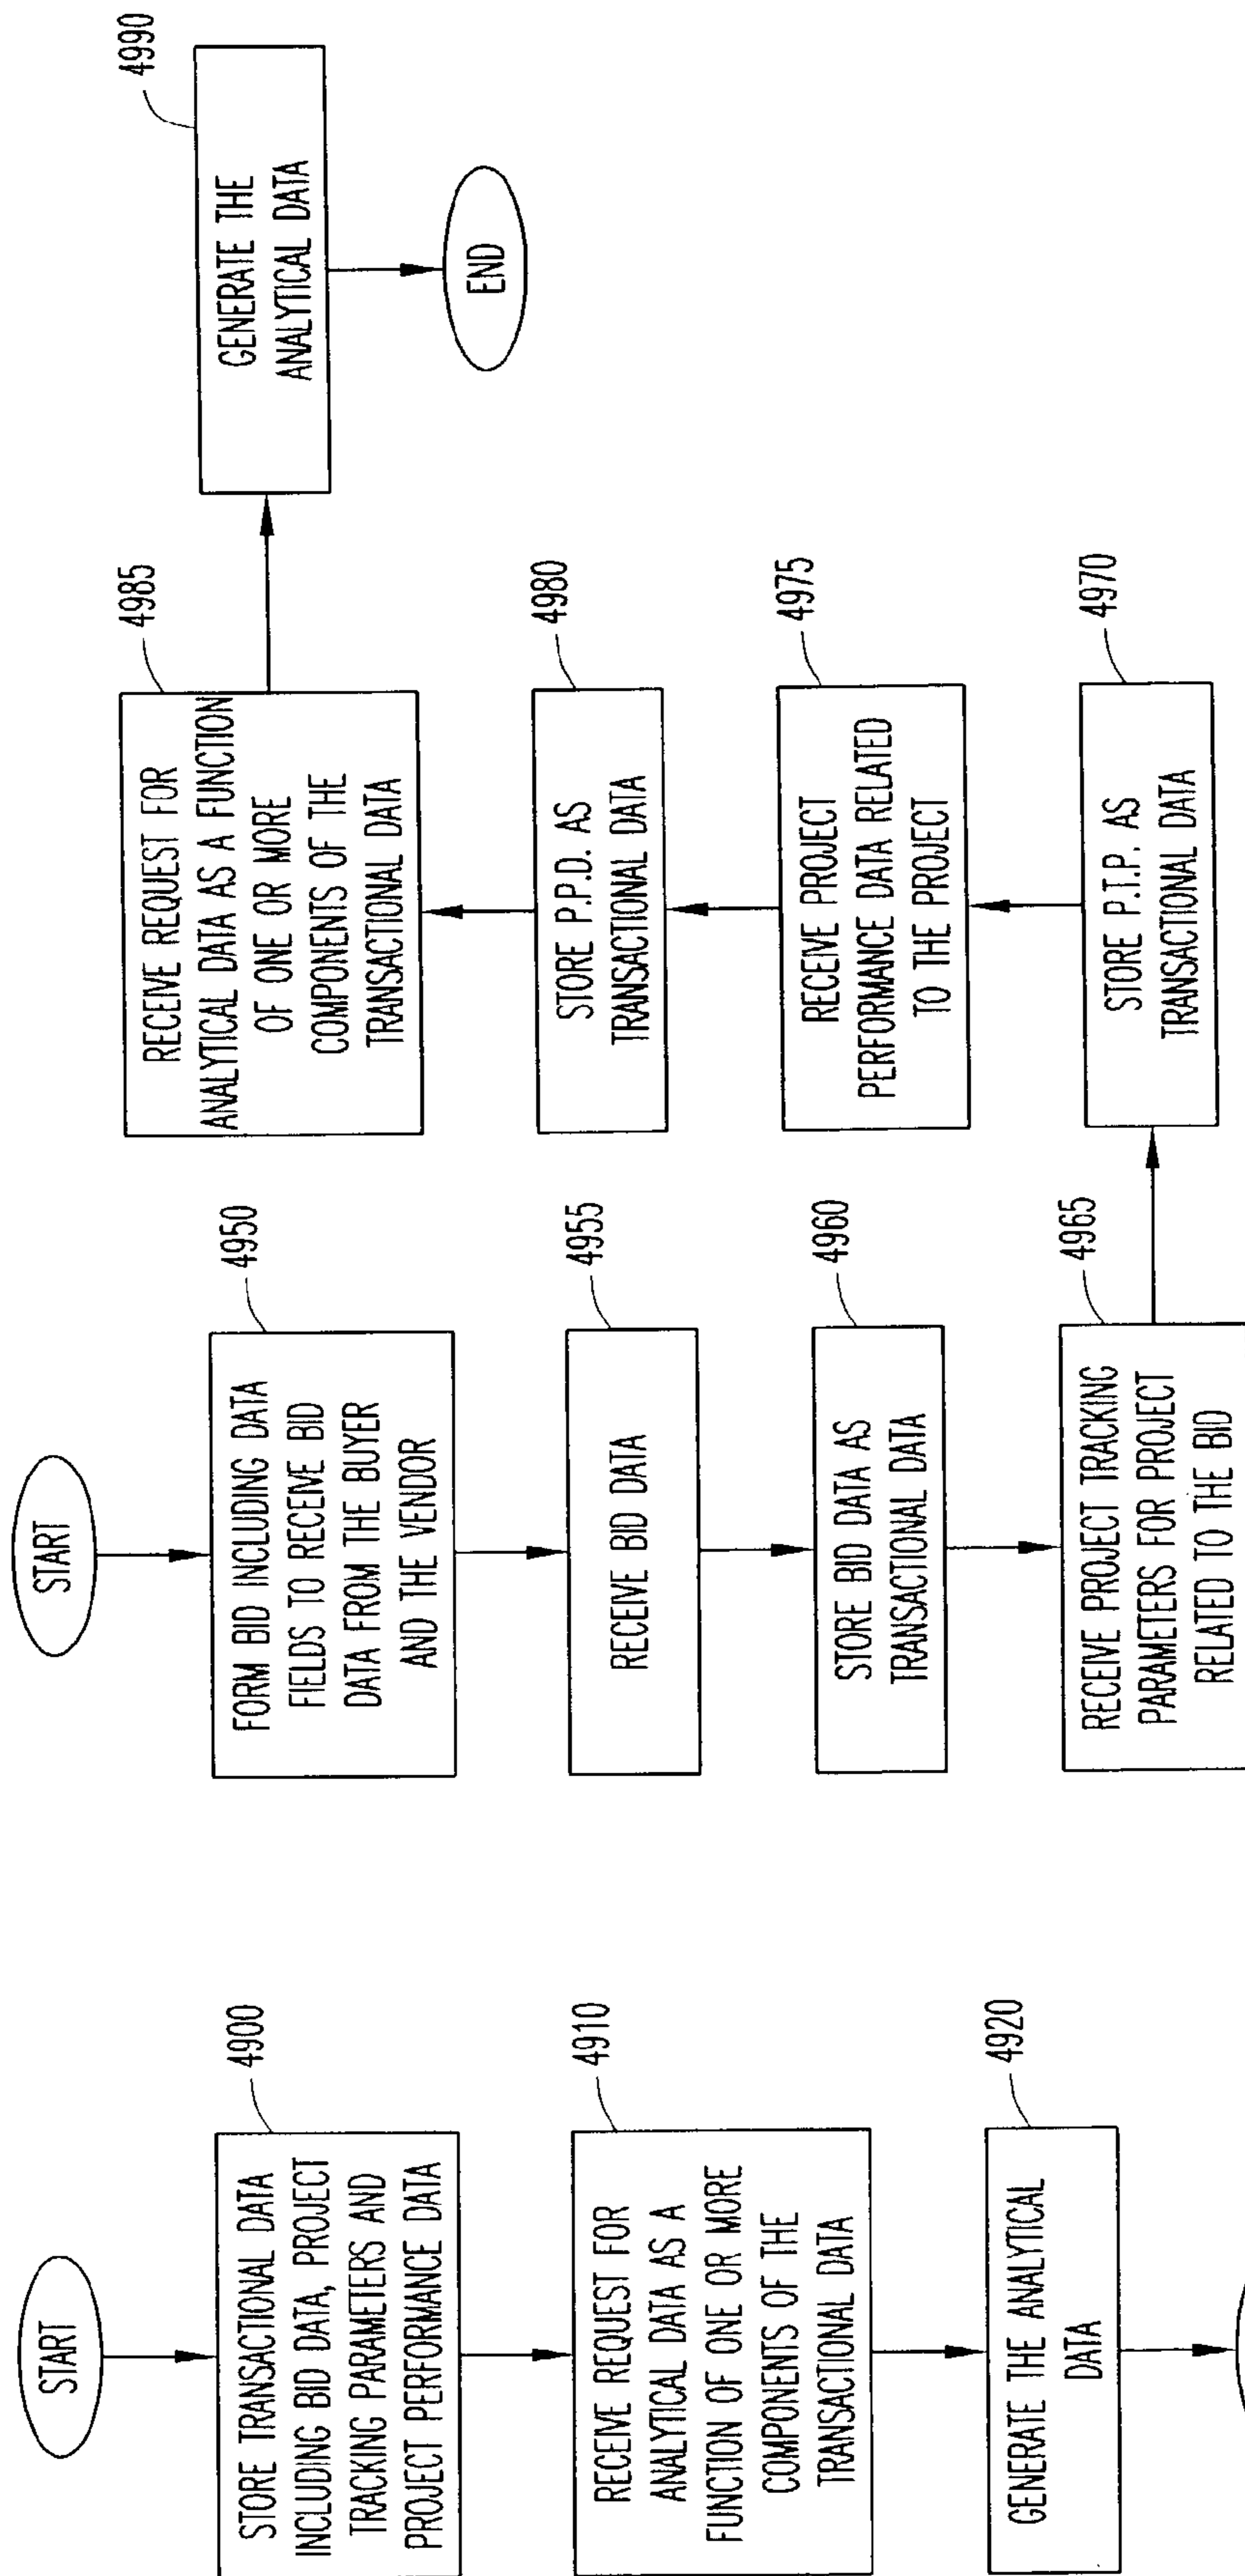 START
4900
STORE TRANSACTIONAL DATA
INCLUDING BID DATA, PROJECT
TRACKING PARAMETERS AND
PROJECT PERFORMANCE DATA
4910
RECEIVE REQUEST FOR
ANALYTICAL DATA AS A
FUNCTION OF ONE OR MORE
COMPONENTS OF THE
TRANSACTIONAL DATA
4920
GENERATE THE ANALYTICAL
DATA
START
4950
FORM BID INCLUDING DATA
FIELDS TO RECEIVE BID
DATA FROM THE BUYER
AND THE VENDOR
4955
RECEIVE BID DATA
4960
STORE BID DATA AS
TRANSACTIONAL DATA
4965
RECEIVE PROJECT TRACKING
PARAMETERS FOR PROJECT
RELATED TO THE BID
4970
STORE P.T.P. AS
TRANSACTIONAL DATA
4975
RECEIVE PROJECT
PERFORMANCE DATA RELATED
TO THE PROJECT
4980
STORE P.P.D. AS
TRANSACTIONAL DATA
4985
RECEIVE REQUEST FOR
ANALYTICAL DATA AS A FUNCTION
OF ONE OR MORE
COMPONENTS OF THE
TRANSACTIONAL DATA
4990
GENERATE THE
ANALYTICAL DATA
END